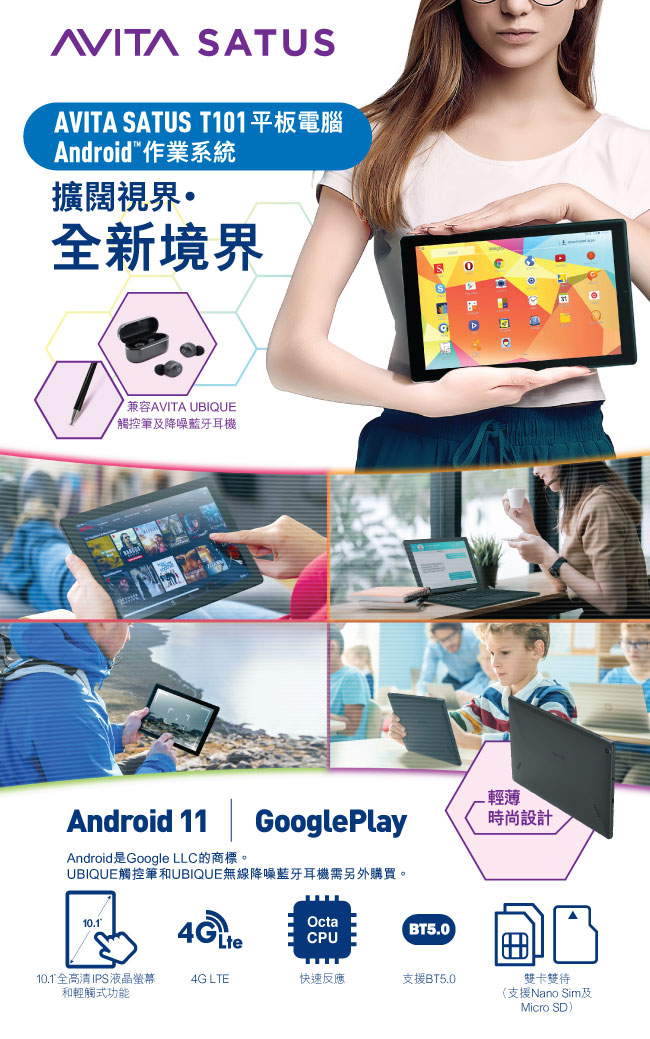 AVITA SATUS
AVITA SATUS T101 平板電腦
Android™作業系統
擴闊視界•
全新境界
兼容AVITA UBIQUE
觸控筆及降噪藍牙耳機
輕薄
時尚設計
Android 11 | GooglePlay
Android是Google LLC的商標。
UBIQUE觸控筆和UBIQUE無線降噪藍牙耳機需另外購買。
10.1"
4G Lte
Octa
CPU
BT5.0
10.1"全高清IPS液晶螢幕
和輕觸式功能
4G LTE
快速反應
支援BT5.0
雙卡雙待
（支援Nano Sim及
Micro SD）